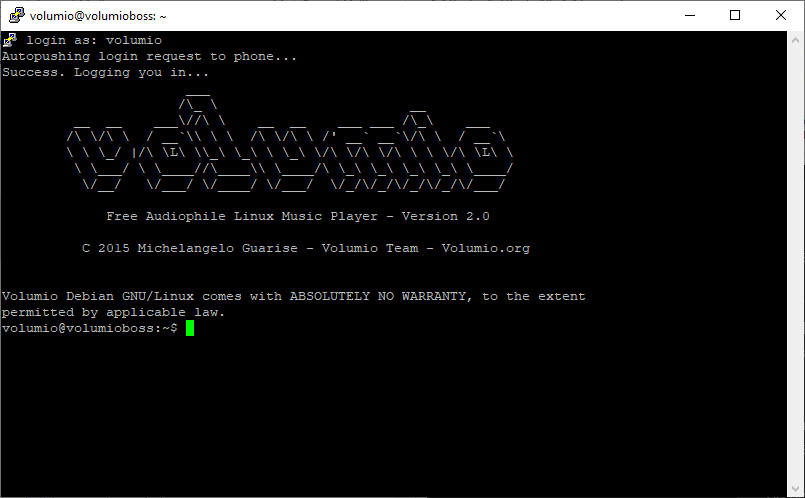 volumio@volumioboss: ~
login as: volumio
Autopushing login request to phone...
Success. Logging you in...
volumio
Free Audiophile Linux Music Player - Version 2.0
C 2015 Michelangelo Guarise - Volumio Team - Volumio.org
Volumio Debian GNU/Linux comes with ABSOLUTELY NO WARRANTY, to the extent
permitted by applicable law.
volumio@volumioboss:~$